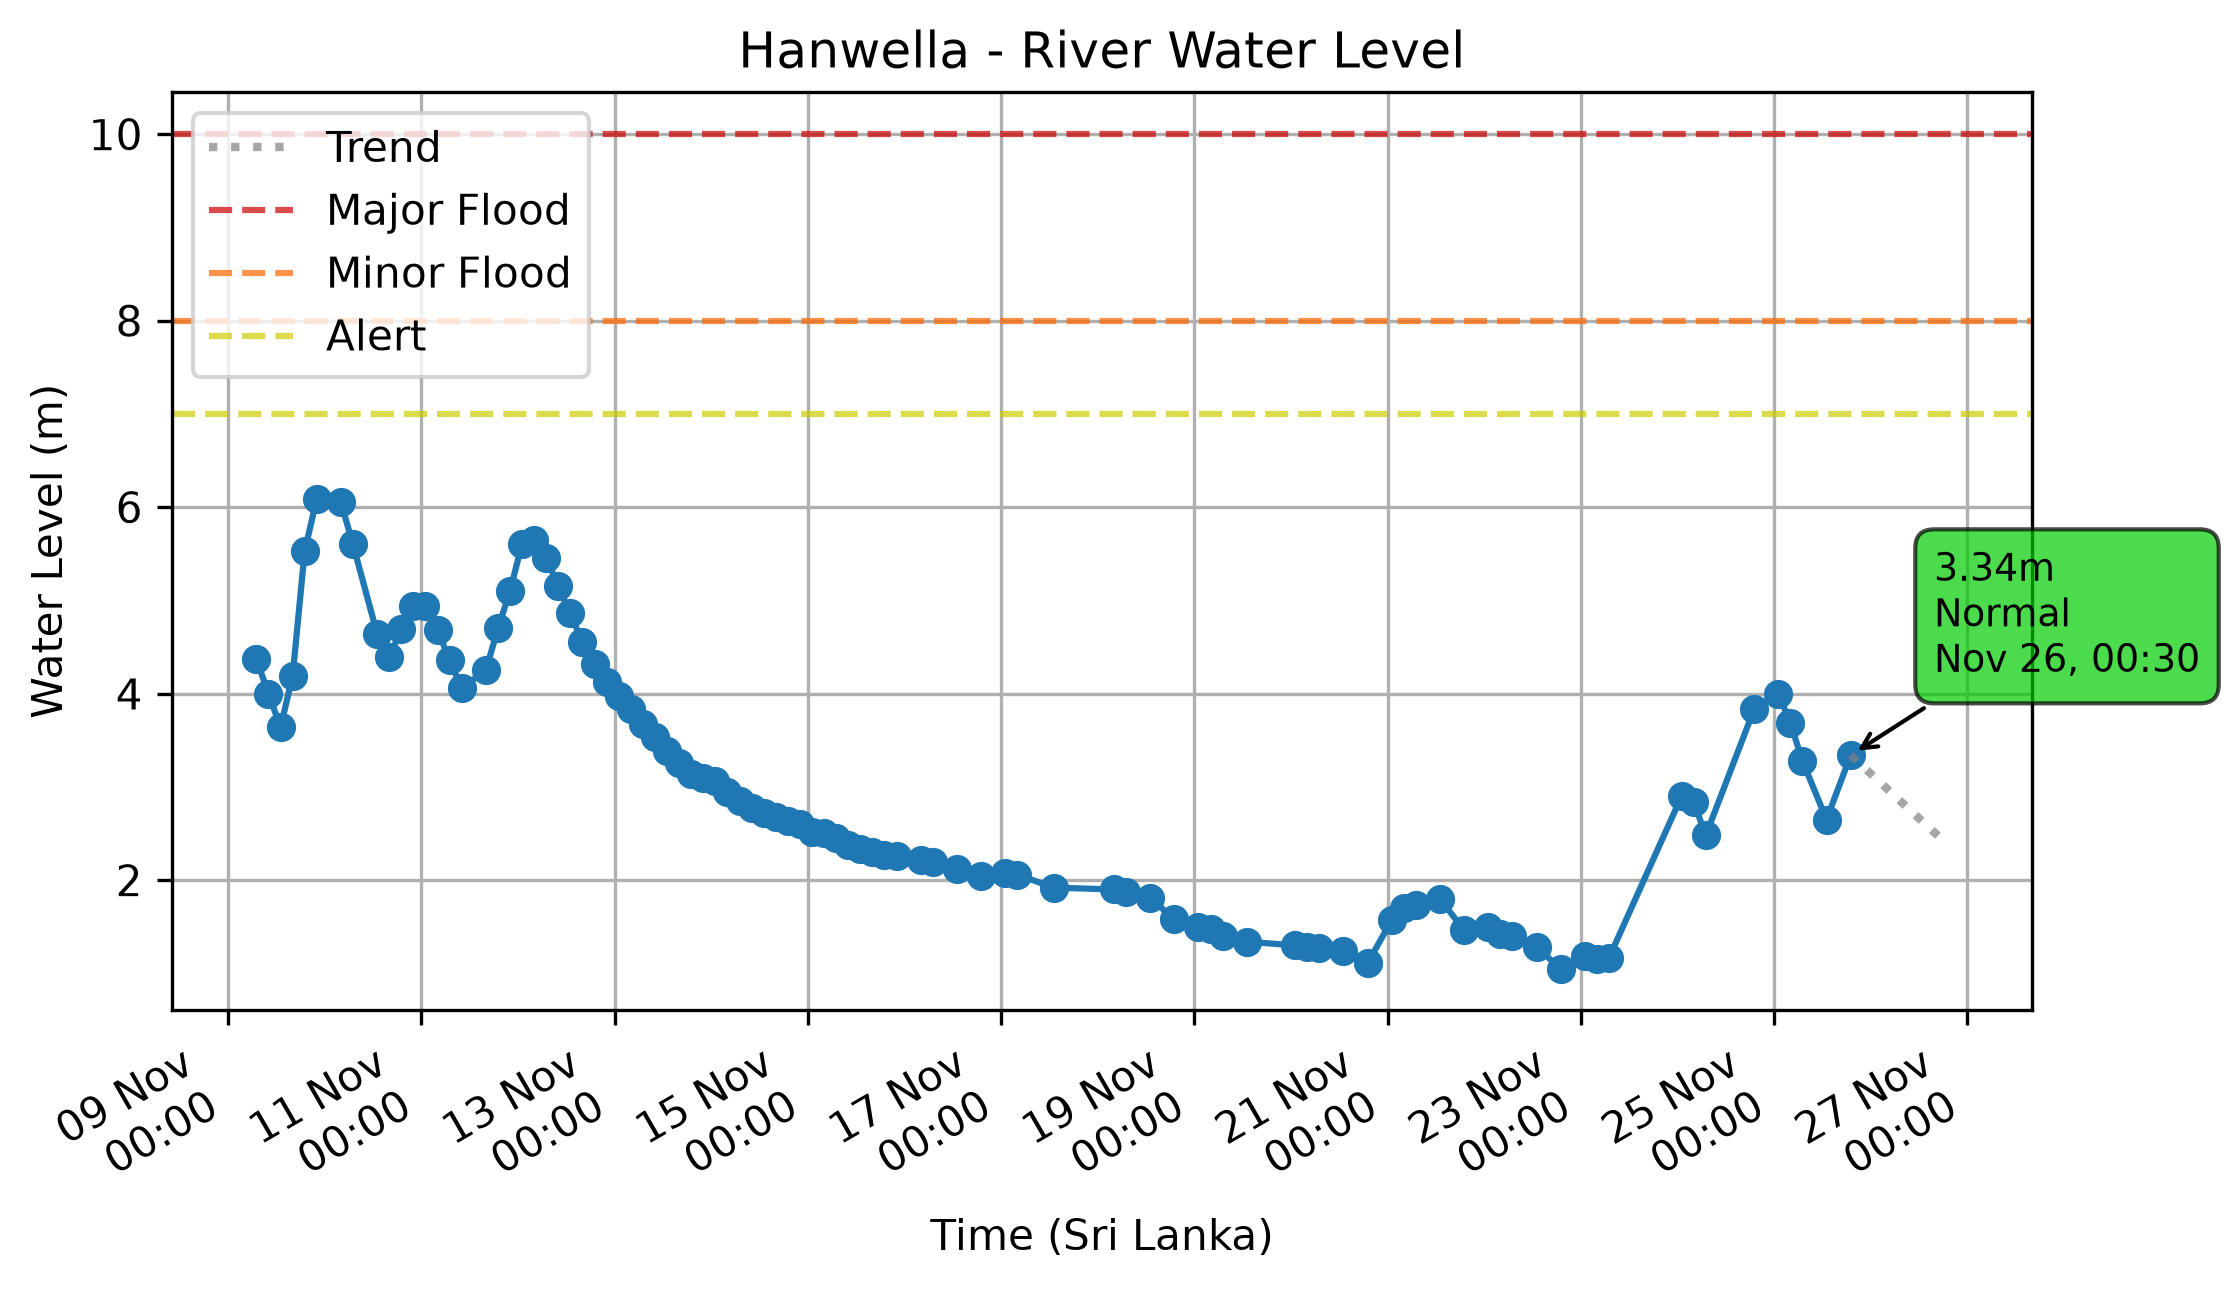 Hanwella - River Water Level
Trend
Major Flood
Minor Flood
Alert
10
8
6
4
2
Water Level (m)
3.34m
Normal
Nov 26, 00:30
09 Nov
00:00
11 Nov
00:00
13 Nov
00:00
15 Nov
00:00
17 Nov
00:00
19 Nov
00:00
21 Nov
00:00
23 Nov
00:00
25 Nov
00:00
27 Nov
00:00
Time (Sri Lanka)